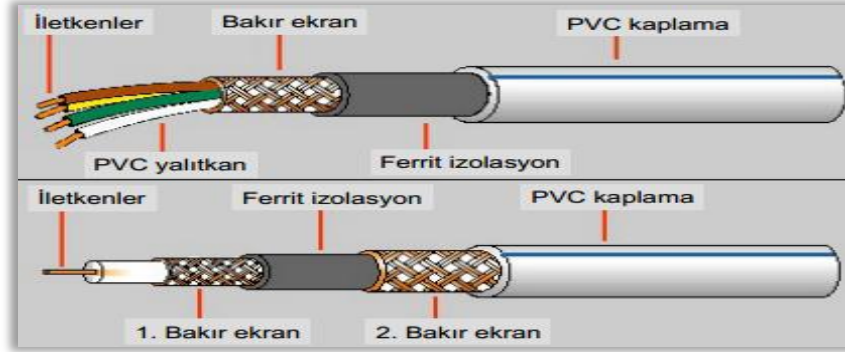 İletkenler
Bakır ekran
PVC kaplama
PVC yalıtkan
Ferrit izolasyon
İletkenler
Ferrit izolasyon
PVC kaplama
1. Bakır ekran
2. Bakır ekran